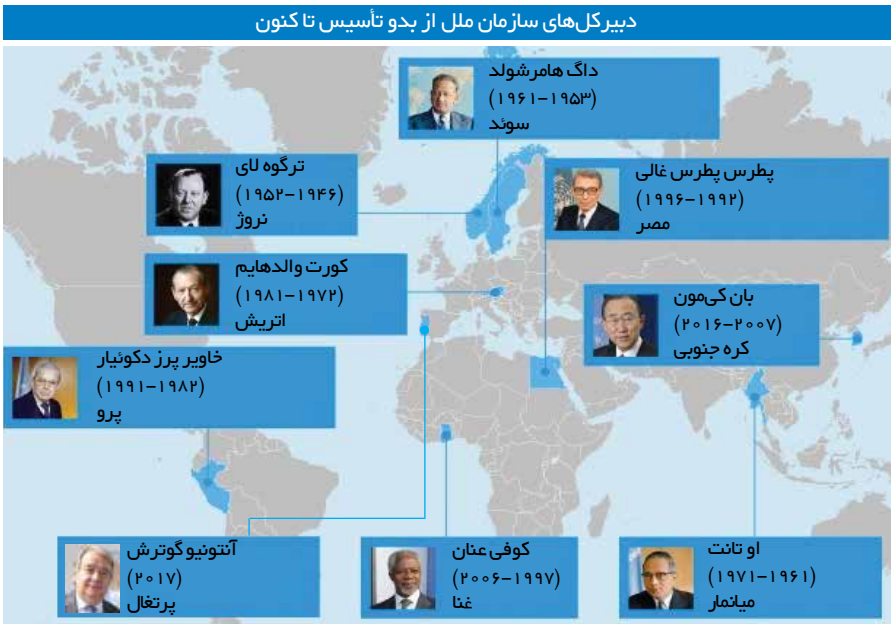 دبیرکل‌های سازمان ملل از بدو تأسیس تا کنون
داگ هامرشولد
(۱۹۵۳–۱۹۶۱)
سوئد
ترگوه لای
(۱۹۴۶–۱۹۵۲)
نروژ
پطرس پطرس غالی
(۱۹۹۲–۱۹۹۶)
مصر
کورت والدهایم
(۱۹۷۲–۱۹۸۱)
اتریش
بان کی‌مون
(۲۰۰۷–۲۰۱۶)
کره جنوبی
خاویر پرز دکوئیار
(۱۹۸۲–۱۹۹۱)
پرو
آنتونیو گوترش
(۲۰۱۷)
پرتغال
کوفی عنان
(۱۹۹۷–۲۰۰۶)
غنا
او تانت
(۱۹۶۱–۱۹۷۱)
میانمار